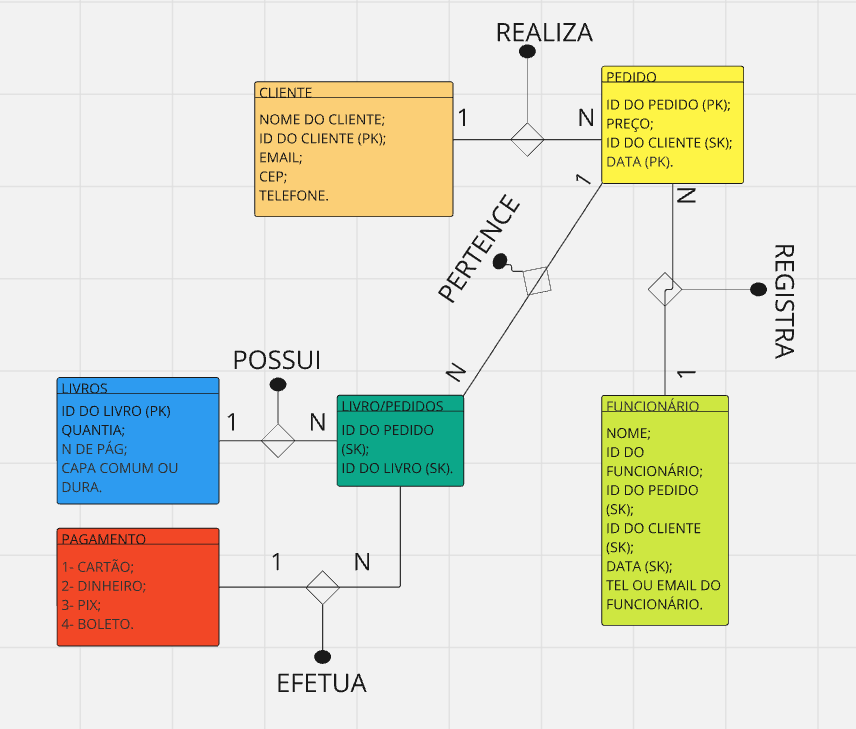 REALIZA
CLIENTE
NOME DO CLIENTE;
ID DO CLIENTE (PK);
EMAIL;
CEP;
TELEFONE.
1
N
PEDIDO
ID DO PEDIDO (PK);
PREÇO;
ID DO CLIENTE (SK);
DATA (PK).
1
N
PERTENCE
REGISTRA
N
1
POSSUI
LIVROS
ID DO LIVRO (PK)
QUANTIA;
N DE PÁG;
CAPA COMUM OU
DURA.
1
N
LIVRO/PEDIDOS
ID DO PEDIDO
(SK);
ID DO LIVRO (SK).
FUNCIONÁRIO
NOME;
ID DO
FUNCIONÁRIO;
ID DO PEDIDO
(SK);
ID DO CLIENTE
(SK);
DATA (SK);
TEL OU EMAIL DO
FUNCIONÁRIO.
PAGAMENTO
1- CARTÃO;
2- DINHEIRO;
3- PIX;
4- BOLETO.
1
N
EFETUA